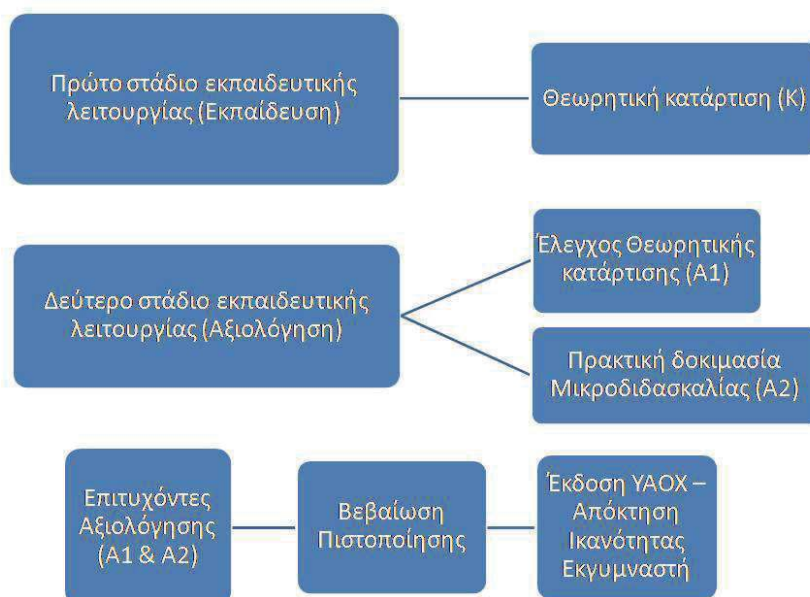 Πρώτο στάδιο εκπαιδευτικής
λειτουργίας (Εκπαίδευση)
Θεωρητική κατάρτιση (Κ)
Δεύτερο στάδιο εκπαιδευτικής
λειτουργίας (Αξιολόγηση)
Έλεγχος Θεωρητικής
κατάρτισης (Α1)
Πρακτική δοκιμασία
Μικροδιδασκαλίας (Α2)
Επιτυχόντες
Αξιολόγησης
(Α1 & Α2)
Βεβαίωση
Πιστοποίησης
Έκδοση ΥΑΟΧ –
Απόκτηση
Ικανότητας
Εκγυμναστή